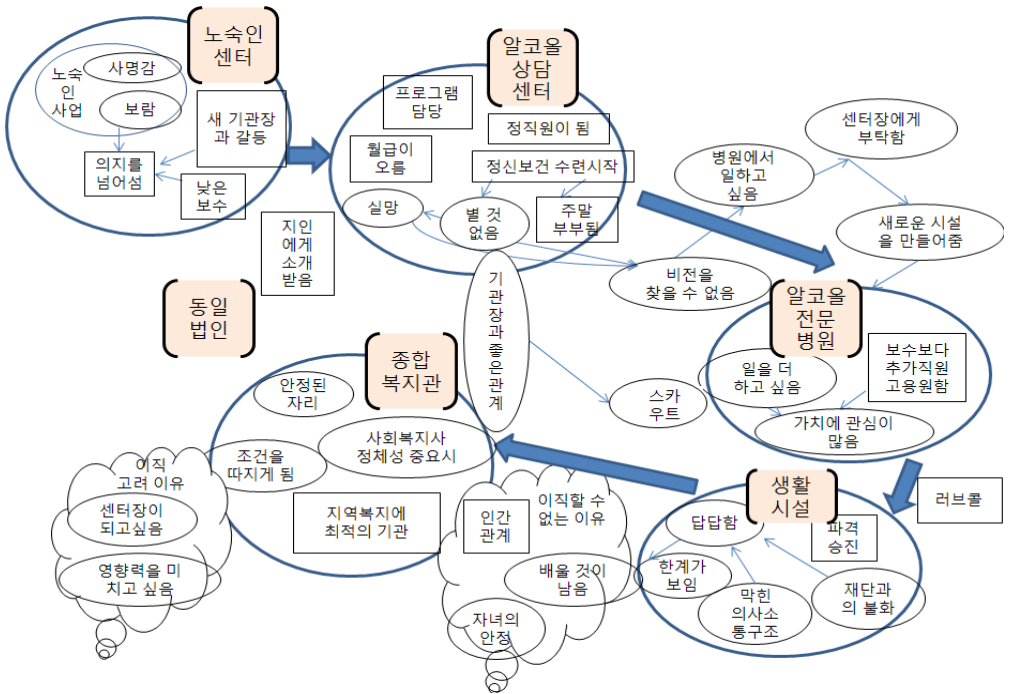 노숙인
센터
사명감
노숙
인
사업
보람
새 기관장
과 갈등
의지를
넘어섬
낮은
보수
지인
에게
소개
받음
동일
법인
알코올
상담
센터
프로그램
담당
정직원이 됨
월급이
오름
정신보건 수련시작
실망
별 것
없음
주말
부부됨
기
관
장
과
좋
은
관
계
병원에서
일하고
싶음
센터장에게
부탁함
새로운 시설
을 만들어줌
비전을
찾을 수 없음
알코올
전문
병원
보수보다
추가직원
고용원함
일을 더
하고 싶음
가치에 관심이
많음
스카
우트
종합
복지관
안정된
자리
사회복지사
정체성 중요시
조건을
따지게 됨
지역복지에
최적의 기관
이직
고려 이유
센터장이
되고싶음
영향력을 미
치고 싶음
인간
관계
이직할 수
없는 이유
배울 것이
남음
자녀의
안정
생활
시설
러브콜
답답함
파격
승진
한계가
보임
막힌
의사소
통구조
재단과
의 불화